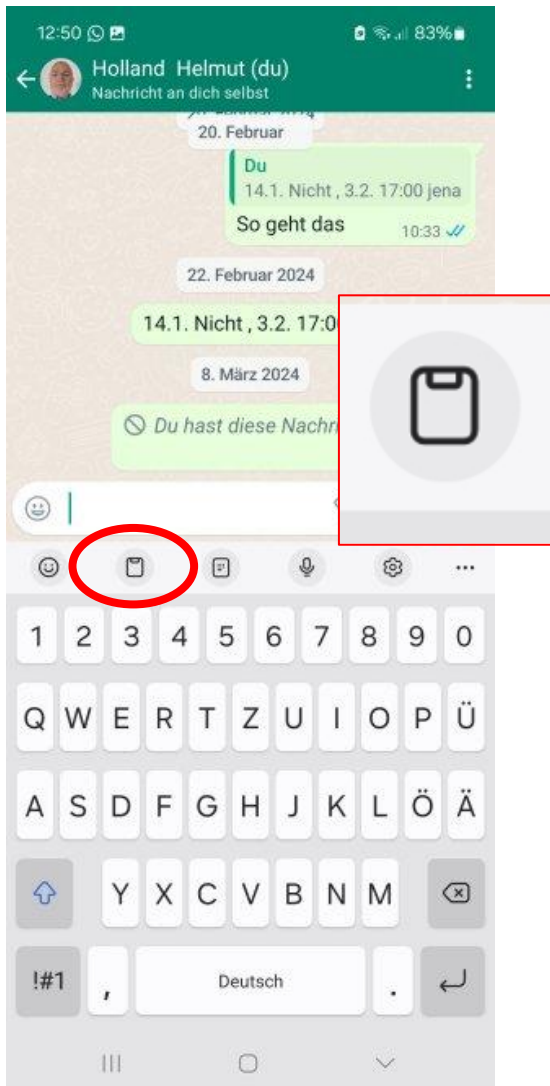 12:50 83%
Holland Helmut (du)
Nachricht an dich selbst
20. Februar
Du
14.1. Nicht , 3.2. 17:00 jena
So geht das 10:33
22. Februar 2024
14.1. Nicht , 3.2. 17:0
8. März 2024
Du hast diese Nachri
1 2 3 4 5 6 7 8 9 0
Q W E R T Z U I O P Ü
A S D F G H J K L Ö Ä
Y X C V B N M
!#1 , Deutsch .